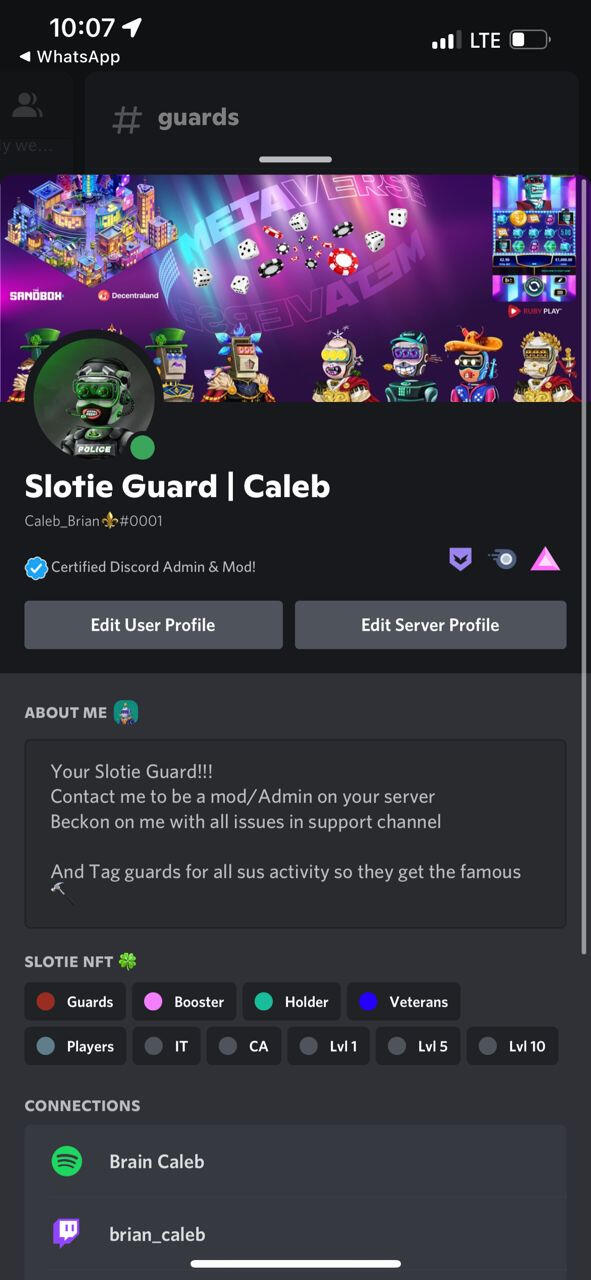 10:07
LTE
◀ WhatsApp
ly we...
# guards
METAVERSE
METAVERSE
THE SANDBOX
Decentraland
RUBY PLAY
POLICE
Slotie Guard | Caleb
Caleb_Brian⚜#0001
Certified Discord Admin & Mod!
Edit User Profile
Edit Server Profile
ABOUT ME
Your Slotie Guard!!!
Contact me to be a mod/Admin on your server
Beckon on me with all issues in support channel
And Tag guards for all sus activity so they get the famous
⛏
SLOTIE NFT 🍀
Guards
Booster
Holder
Veterans
Players
IT
CA
Lvl 1
Lvl 5
Lvl 10
CONNECTIONS
Brain Caleb
brian_caleb